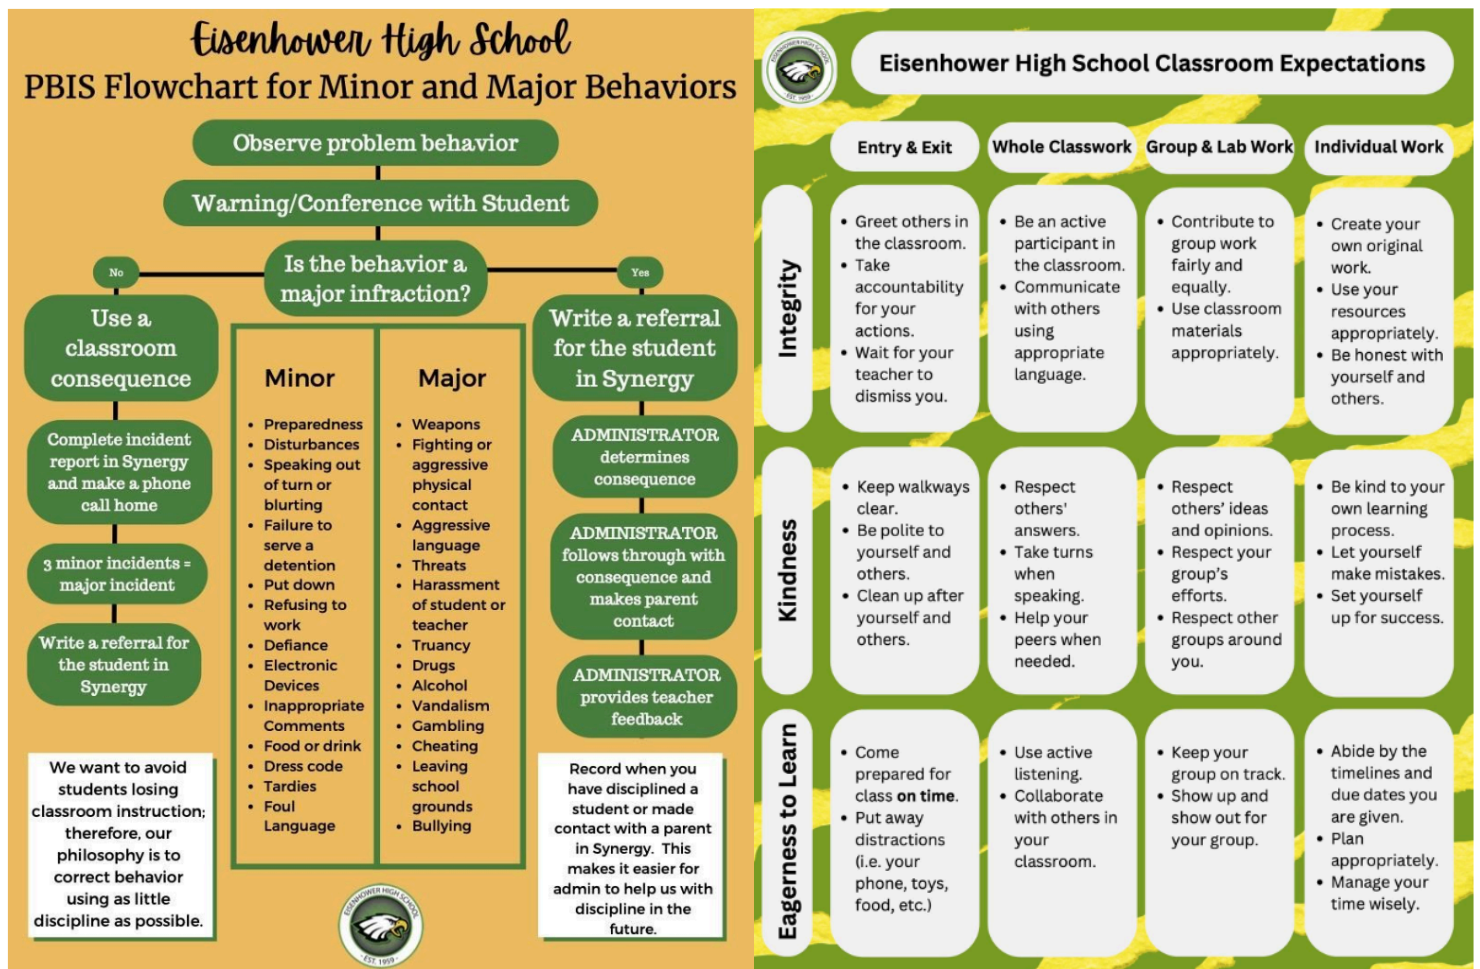 Eisenhower High School
PBIS Flowchart for Minor and Major Behaviors
Observe problem behavior
Warning/Conference with Student
Is the behavior a
major infraction?
No
Yes
Use a
classroom
consequence
Complete incident
report in Synergy
and make a phone
call home
3 minor incidents =
major incident
Write a referral for
the student in
Synergy
We want to avoid
students losing
classroom instruction;
therefore, our
philosophy is to
correct behavior
using as little
discipline as possible.
Minor
• Preparedness
• Disturbances
• Speaking out
of turn or
blurting
• Failure to
serve a
detention
• Put down
• Refusing to
work
• Defiance
• Electronic
Devices
• Inappropriate
Comments
• Food or drink
• Dress code
• Tardies
• Foul
Language
Major
• Weapons
• Fighting or
aggressive
physical
contact
• Aggressive
language
• Threats
• Harassment
of student or
teacher
• Truancy
• Drugs
• Alcohol
• Vandalism
• Gambling
• Cheating
• Leaving
school
grounds
• Bullying
Write a referral
for the student
in Synergy
ADMINISTRATOR
determines
consequence
ADMINISTRATOR
follows through with
consequence and
makes parent
contact
ADMINISTRATOR
provides teacher
feedback
Record when you
have disciplined a
student or made
contact with a parent
in Synergy. This
makes it easier for
admin to help us with
discipline in the
future.
EISENHOWER HIGH SCHOOL
· EST. 1959 ·
EISENHOWER HIGH SCHOOL
· EST. 1959 ·
Eisenhower High School Classroom Expectations
Entry & Exit
Whole Classwork
Group & Lab Work
Individual Work
Integrity
• Greet others in
the classroom.
• Take
accountability
for your
actions.
• Wait for your
teacher to
dismiss you.
• Be an active
participant in
the classroom.
• Communicate
with others
using
appropriate
language.
• Contribute to
group work
fairly and
equally.
• Use classroom
materials
appropriately.
• Create your
own original
work.
• Use your
resources
appropriately.
• Be honest with
yourself and
others.
Kindness
• Keep walkways
clear.
• Be polite to
yourself and
others.
• Clean up after
yourself and
others.
• Respect
others'
answers.
• Take turns
when
speaking.
• Help your
peers when
needed.
• Respect
others’ ideas
and opinions.
• Respect your
group’s
efforts.
• Respect other
groups around
you.
• Be kind to your
own learning
process.
• Let yourself
make mistakes.
• Set yourself
up for success.
Eagerness to Learn
• Come
prepared for
class on time.
• Put away
distractions
(i.e. your
phone, toys,
food, etc.)
• Use active
listening.
• Collaborate
with others in
your
classroom.
• Keep your
group on track.
• Show up and
show out for
your group.
• Abide by the
timelines and
due dates you
are given.
• Plan
appropriately.
• Manage your
time wisely.